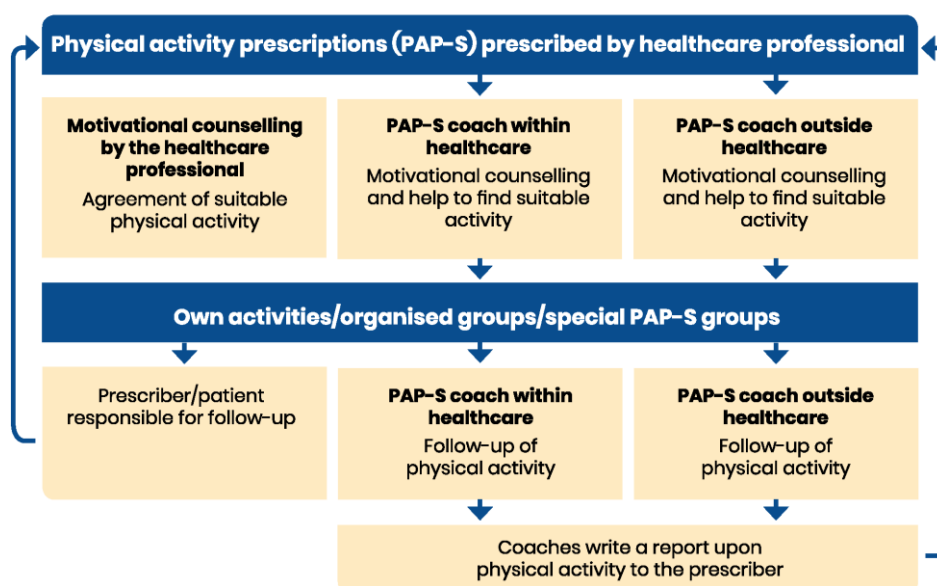 Physical activity prescriptions (PAP-S) prescribed by healthcare professional
Motivational counselling
by the healthcare
professional
Agreement of suitable
physical activity
PAP-S coach within
healthcare
Motivational counselling
and help to find suitable
activity
PAP-S coach outside
healthcare
Motivational counselling
and help to find suitable
activity
Own activities/organised groups/special PAP-S groups
Prescriber/patient
responsible for follow-up
PAP-S coach within
healthcare
Follow-up of
physical activity
PAP-S coach outside
healthcare
Follow-up of
physical activity
Coaches write a report upon
physical activity to the prescriber